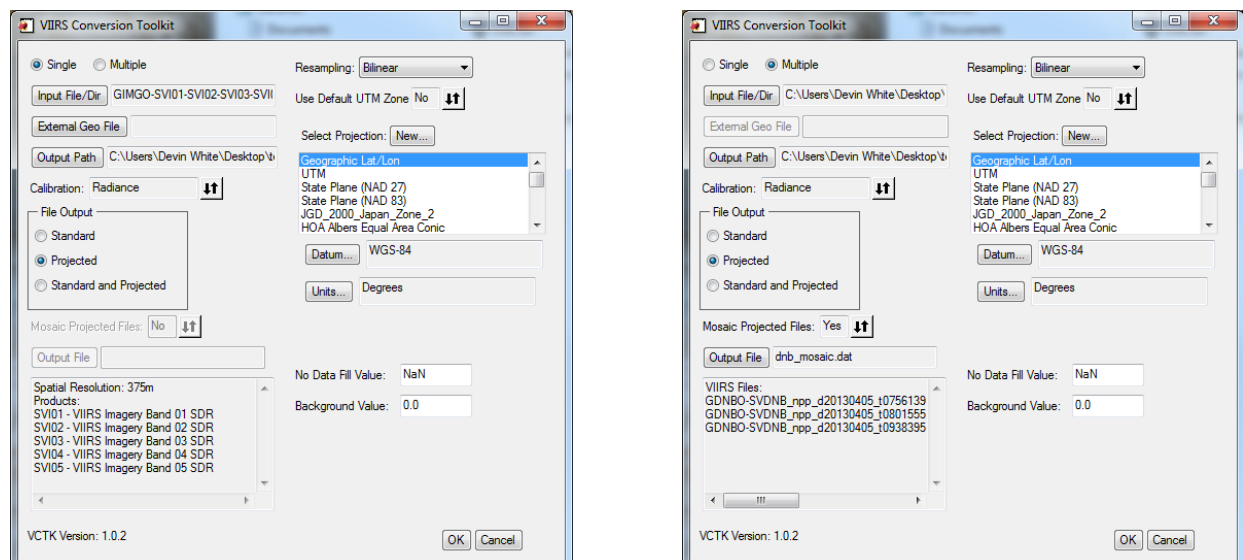 VIIRS Conversion Toolkit
Single Multiple
Input File/Dir GIMGO-SVI01-SVI02-SVI03-SVI(
External Geo File
Output Path C:\Users\Devin White\Desktop\t
Calibration: Radiance
File Output
Standard
Projected
Standard and Projected
Mosaic Projected Files: No
Output File
Spatial Resolution: 375m
Products:
SVI01 - VIIRS Imagery Band 01 SDR
SVI02 - VIIRS Imagery Band 02 SDR
SVI03 - VIIRS Imagery Band 03 SDR
SVI04 - VIIRS Imagery Band 04 SDR
SVI05 - VIIRS Imagery Band 05 SDR
VCTK Version: 1.0.2
Resampling: Bilinear
Use Default UTM Zone No
Select Projection: New...
Geographic Lat/Lon
UTM
State Plane (NAD 27)
State Plane (NAD 83)
JGD_2000_Japan_Zone_2
HOA Albers Equal Area Conic
Datum... WGS-84
Units... Degrees
No Data Fill Value: NaN
Background Value: 0.0
OK Cancel
VIIRS Conversion Toolkit
Single Multiple
Input File/Dir C:\Users\Devin White\Desktop\
External Geo File
Output Path C:\Users\Devin White\Desktop\t
Calibration: Radiance
File Output
Standard
Projected
Standard and Projected
Mosaic Projected Files: Yes
Output File dnb_mosaic.dat
VIIRS Files:
GDNBO-SVDNB_npp_d20130405_t0756139
GDNBO-SVDNB_npp_d20130405_t0801555
GDNBO-SVDNB_npp_d20130405_t0938395
VCTK Version: 1.0.2
Resampling: Bilinear
Use Default UTM Zone No
Select Projection: New...
Geographic Lat/Lon
UTM
State Plane (NAD 27)
State Plane (NAD 83)
JGD_2000_Japan_Zone_2
HOA Albers Equal Area Conic
Datum... WGS-84
Units... Degrees
No Data Fill Value: NaN
Background Value: 0.0
OK Cancel